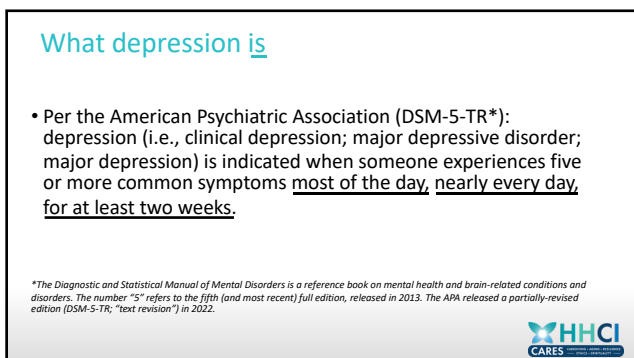 What depression is
• Per the American Psychiatric Association (DSM-5-TR*):
depression (i.e., clinical depression; major depressive disorder;
major depression) is indicated when someone experiences five
or more common symptoms most of the day, nearly every day,
for at least two weeks.
*The Diagnostic and Statistical Manual of Mental Disorders is a reference book on mental health and brain-related conditions and
disorders. The number "5" refers to the fifth (and most recent) full edition, released in 2013. The APA released a partially-revised
edition (DSM-5-TR; "text revision") in 2022.
HHCI
CARES